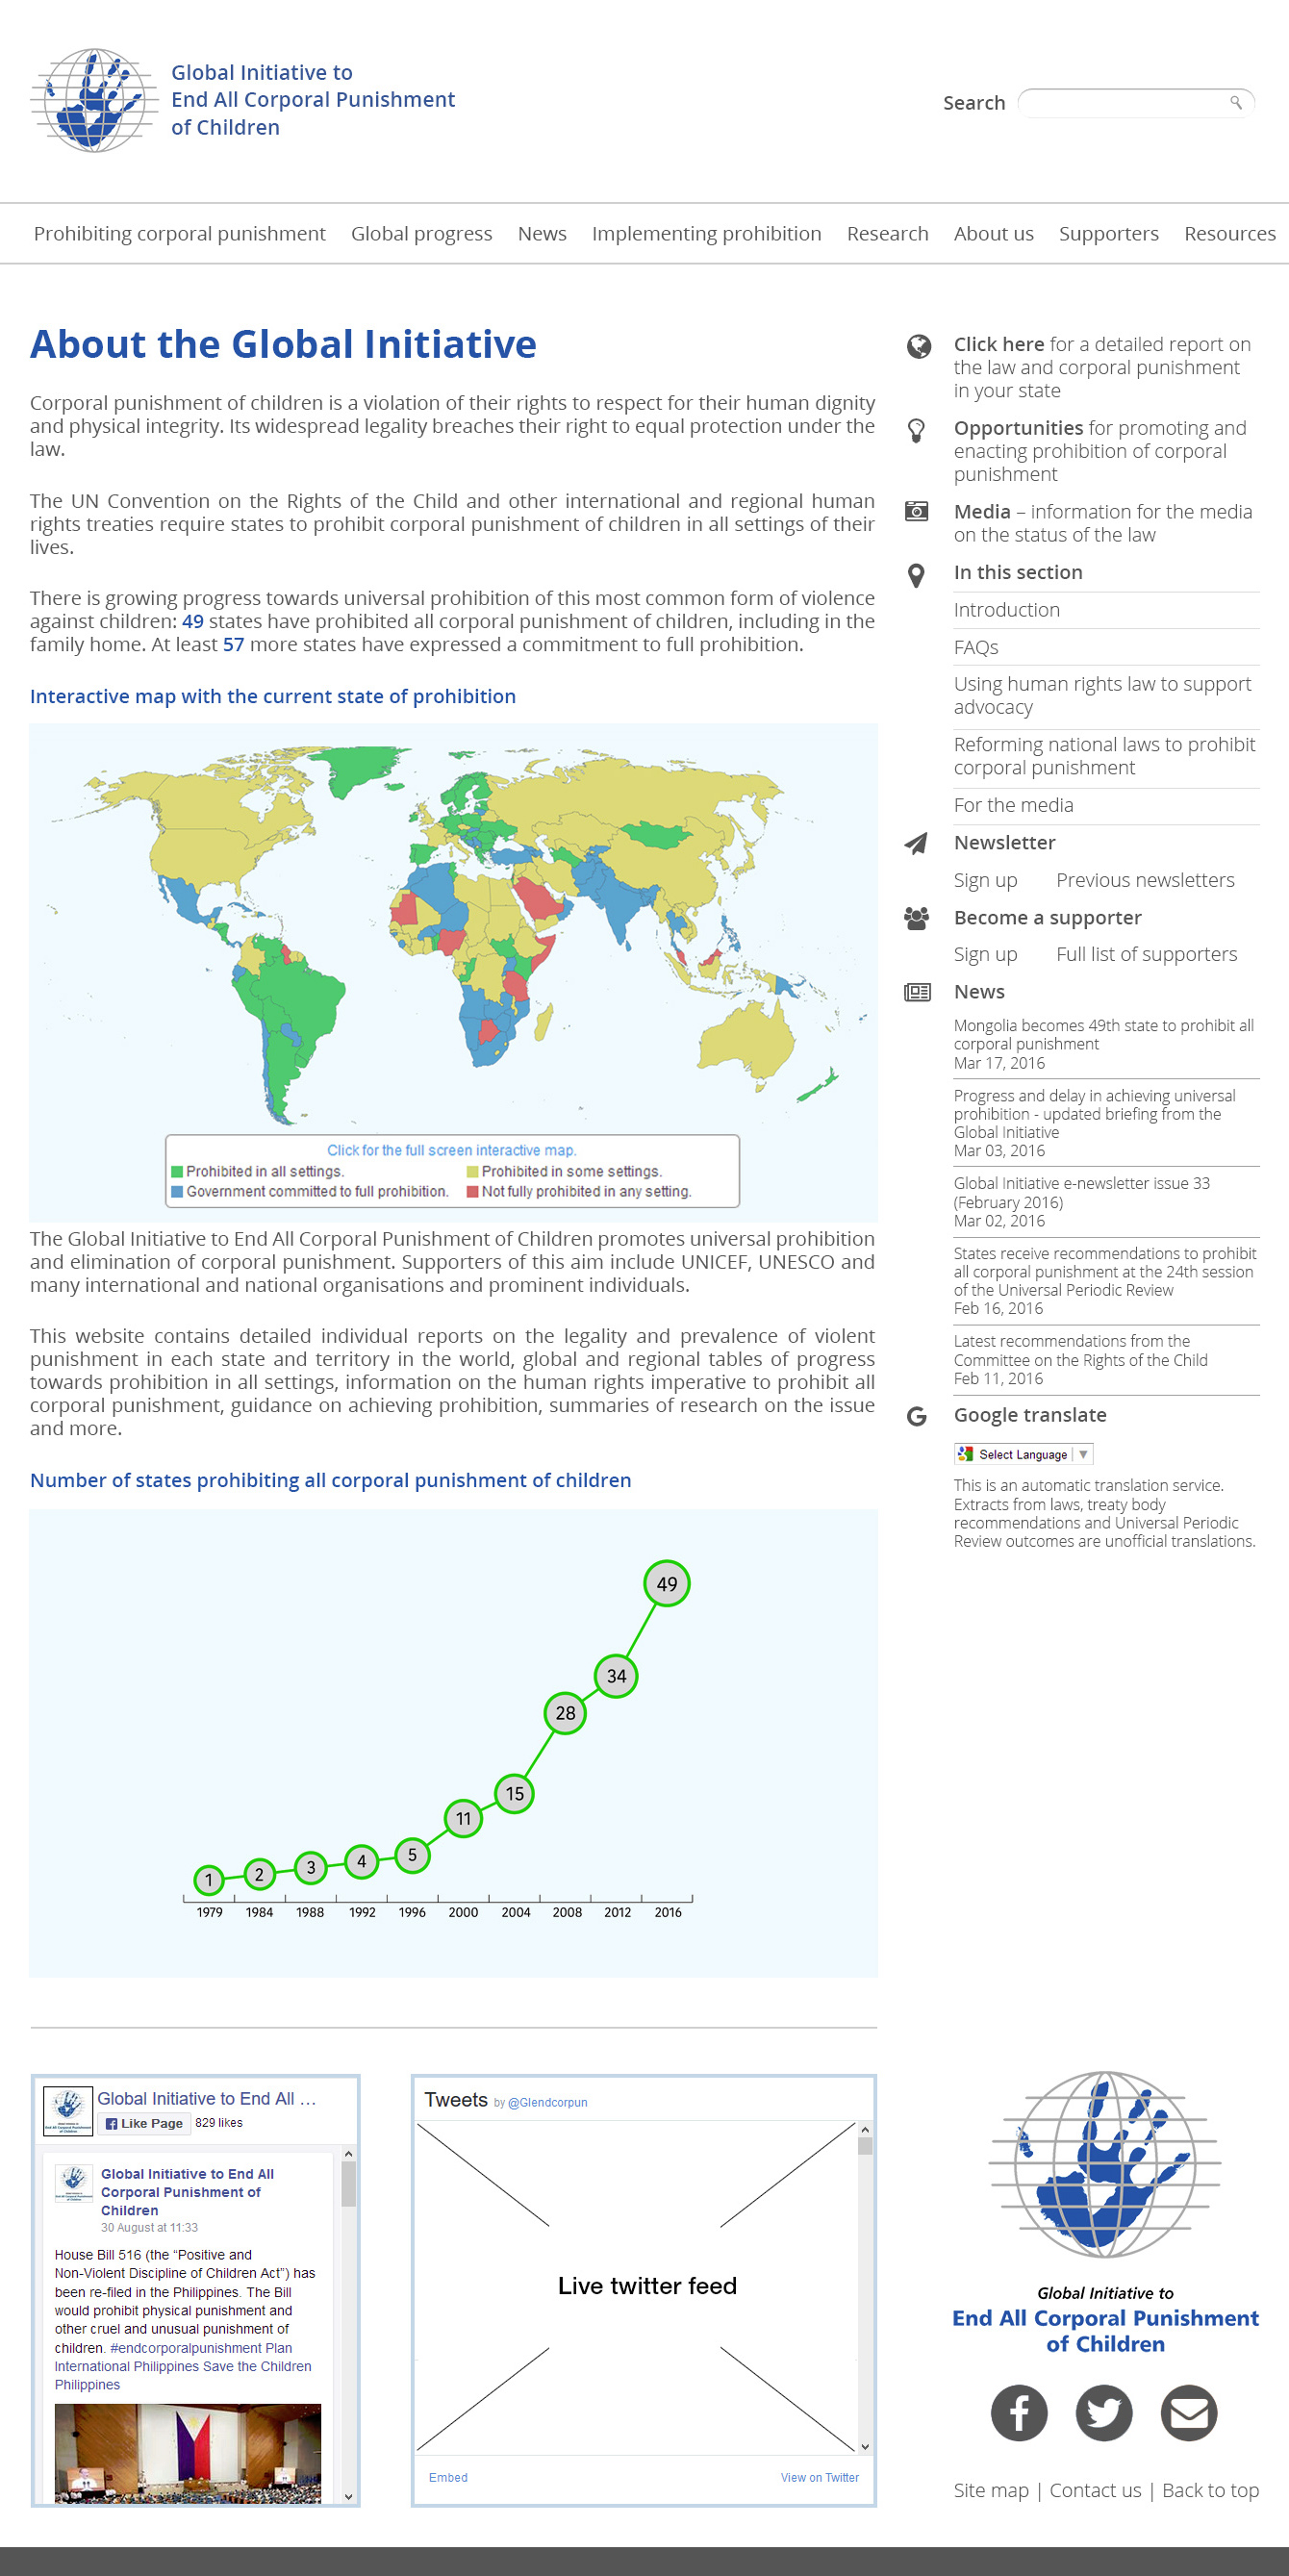 Global Initiative to
End All Corporal Punishment
of Children
Search
Prohibiting corporal punishment Global progress News Implementing prohibition Research About us Supporters Resources
About the Global Initiative
Corporal punishment of children is a violation of their rights to respect for their human dignity
and physical integrity. Its widespread legality breaches their right to equal protection under the
law.
The UN Convention on the Rights of the Child and other international and regional human
rights treaties require states to prohibit corporal punishment of children in all settings of their
lives.
There is growing progress towards universal prohibition of this most common form of violence
against children: 49 states have prohibited all corporal punishment of children, including in the
family home. At least 57 more states have expressed a commitment to full prohibition.
Interactive map with the current state of prohibition
Click for the full screen interactive map.
Prohibited in all settings.
Prohibited in some settings.
Government committed to full prohibition.
Not fully prohibited in any setting.
The Global Initiative to End All Corporal Punishment of Children promotes universal prohibition
and elimination of corporal punishment. Supporters of this aim include UNICEF, UNESCO and
many international and national organisations and prominent individuals.
This website contains detailed individual reports on the legality and prevalence of violent
punishment in each state and territory in the world, global and regional tables of progress
towards prohibition in all settings, information on the human rights imperative to prohibit all
corporal punishment, guidance on achieving prohibition, summaries of research on the issue
and more.
Number of states prohibiting all corporal punishment of children
49
34
28
15
11
5
4
3
2
1
1979 1984 1988 1992 1996 2000 2004 2008 2012 2016
Click here for a detailed report on
the law and corporal punishment
in your state
Opportunities for promoting and
enacting prohibition of corporal
punishment
Media – information for the media
on the status of the law
In this section
Introduction
FAQs
Using human rights law to support
advocacy
Reforming national laws to prohibit
corporal punishment
For the media
Newsletter
Sign up Previous newsletters
Become a supporter
Sign up Full list of supporters
News
Mongolia becomes 49th state to prohibit all
corporal punishment
Mar 17, 2016
Progress and delay in achieving universal
prohibition - updated briefing from the
Global Initiative
Mar 03, 2016
Global Initiative e-newsletter issue 33
(February 2016)
Mar 02, 2016
States receive recommendations to prohibit
all corporal punishment at the 24th session
of the Universal Periodic Review
Feb 16, 2016
Latest recommendations from the
Committee on the Rights of the Child
Feb 11, 2016
Google translate
Select Language
This is an automatic translation service.
Extracts from laws, treaty body
recommendations and Universal Periodic
Review outcomes are unofficial translations.
Global Initiative to End All ...
Like Page 829 likes
Global Initiative to End All
Corporal Punishment of
Children
30 August at 11:33
House Bill 516 (the “Positive and
Non-Violent Discipline of Children Act”) has
been re-filed in the Philippines. The Bill
would prohibit physical punishment and
other cruel and unusual punishment of
children. #endcorporalpunishment Plan
International Philippines Save the Children
Philippines
Tweets by @Glendcorpun
Live twitter feed
Embed
View on Twitter
Global Initiative to
End All Corporal Punishment
of Children
Site map | Contact us | Back to top